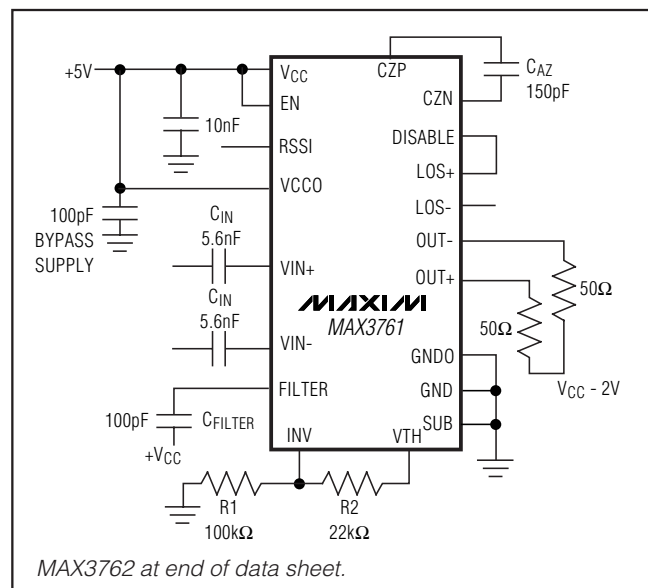 +5V
VCC
CZP
CAZ
150pF
EN
CZN
10nF
DISABLE
RSSI
LOS+
VCCO
LOS-
100pF
BYPASS
SUPPLY
CIN
5.6nF
OUT-
VIN+
OUT+
50Ω
CIN
5.6nF
MAXIM
MAX3761
50Ω
VIN-
GNDO
VCC - 2V
FILTER
GND
100pF
CFILTER
SUB
+VCC
INV
VTH
R1
100kΩ
R2
22kΩ
MAX3762 at end of data sheet.